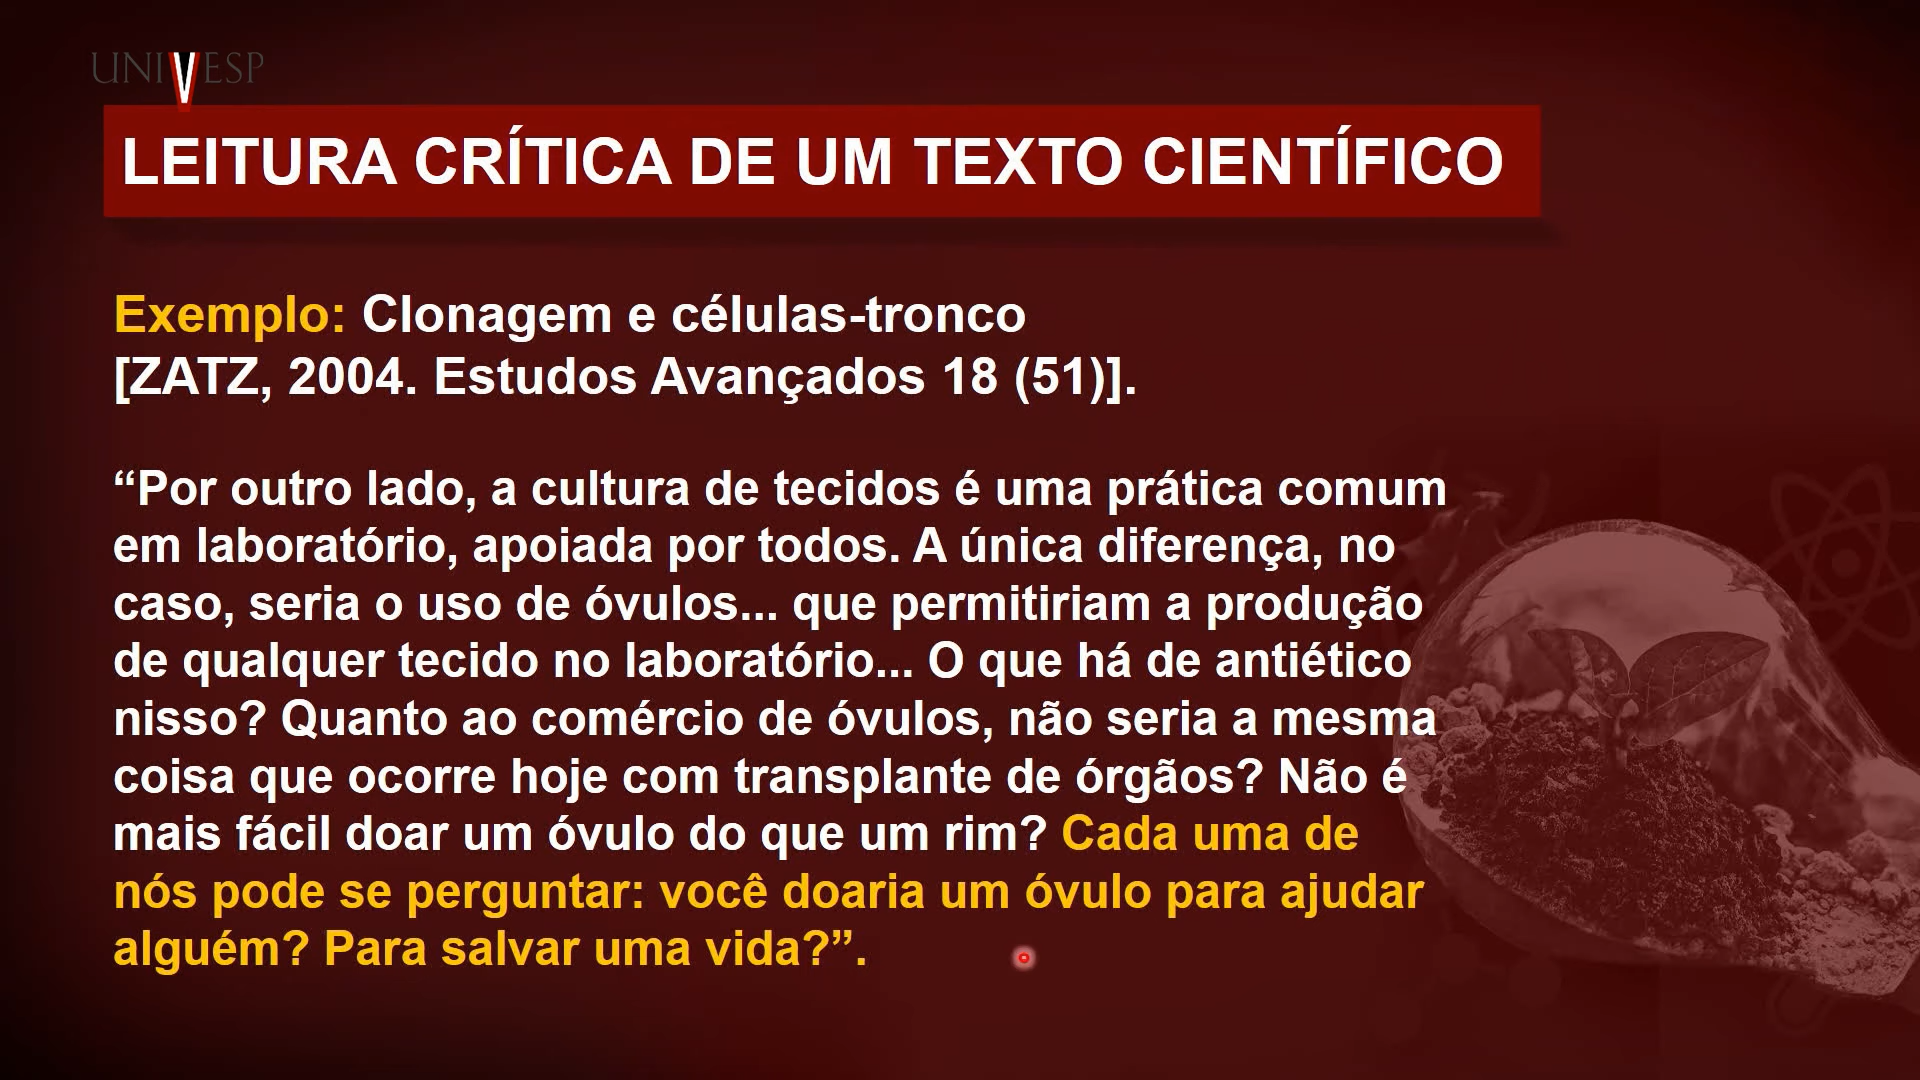 UNIVESP
LEITURA CRÍTICA DE UM TEXTO CIENTÍFICO
Exemplo: Clonagem e células-tronco
[ZATZ, 2004. Estudos Avançados 18 (51)].
“Por outro lado, a cultura de tecidos é uma prática comum
em laboratório, apoiada por todos. A única diferença, no
caso, seria o uso de óvulos... que permitiriam a produção
de qualquer tecido no laboratório... O que há de antiético
nisso? Quanto ao comércio de óvulos, não seria a mesma
coisa que ocorre hoje com transplante de órgãos? Não é
mais fácil doar um óvulo do que um rim? Cada uma de
nós pode se perguntar: você doaria um óvulo para ajudar
alguém? Para salvar uma vida?”.